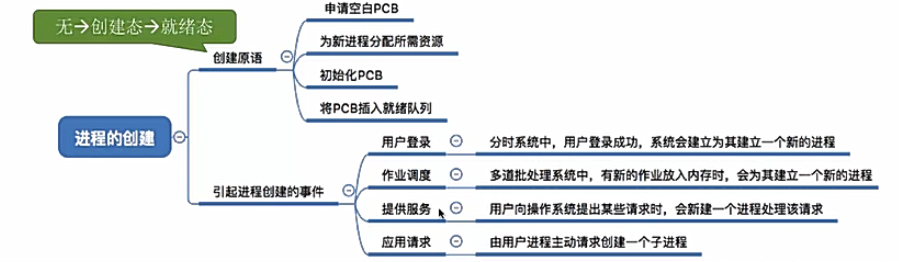 无→创建态→就绪态
进程的创建
创建原语
申请空白PCB
为新进程分配所需资源
初始化PCB
将PCB插入就绪队列
引起进程创建的事件
用户登录
分时系统中，用户登录成功，系统会建立为其建立一个新的进程
作业调度
多道批处理系统中，有新的作业放入内存时，会为其建立一个新的进程
提供服务
用户向操作系统提出某些请求时，会新建一个进程处理该请求
应用请求
由用户进程主动请求创建一个子进程